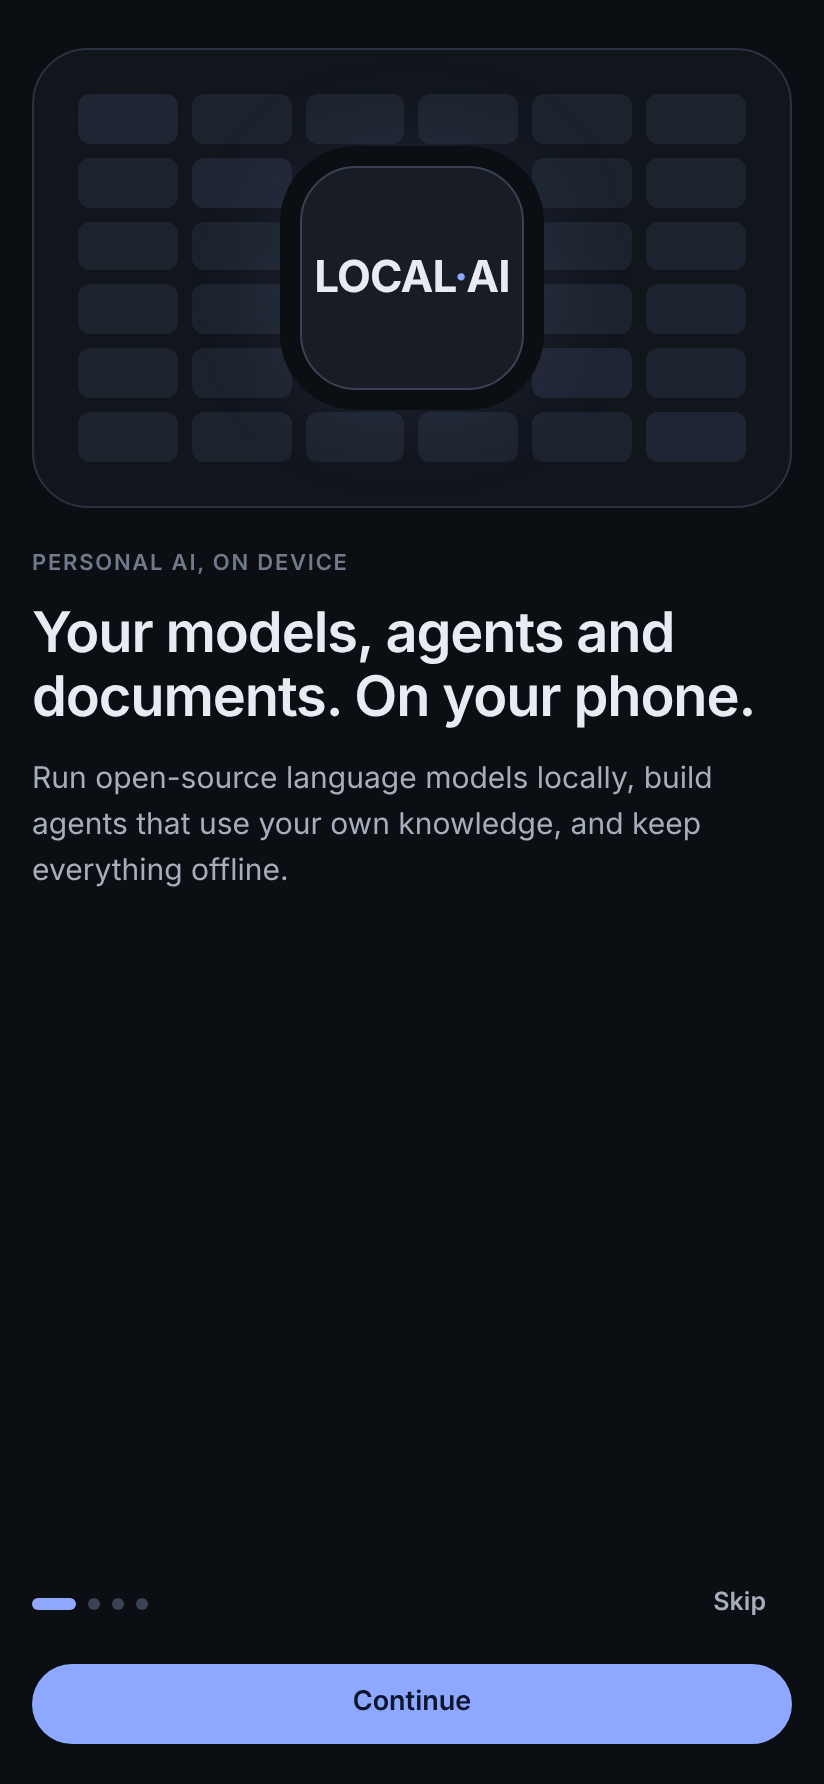 LOCAL·AI
PERSONAL AI, ON DEVICE
Your models, agents and
documents. On your phone.
Run open-source language models locally, build
agents that use your own knowledge, and keep
everything offline.
Skip
Continue